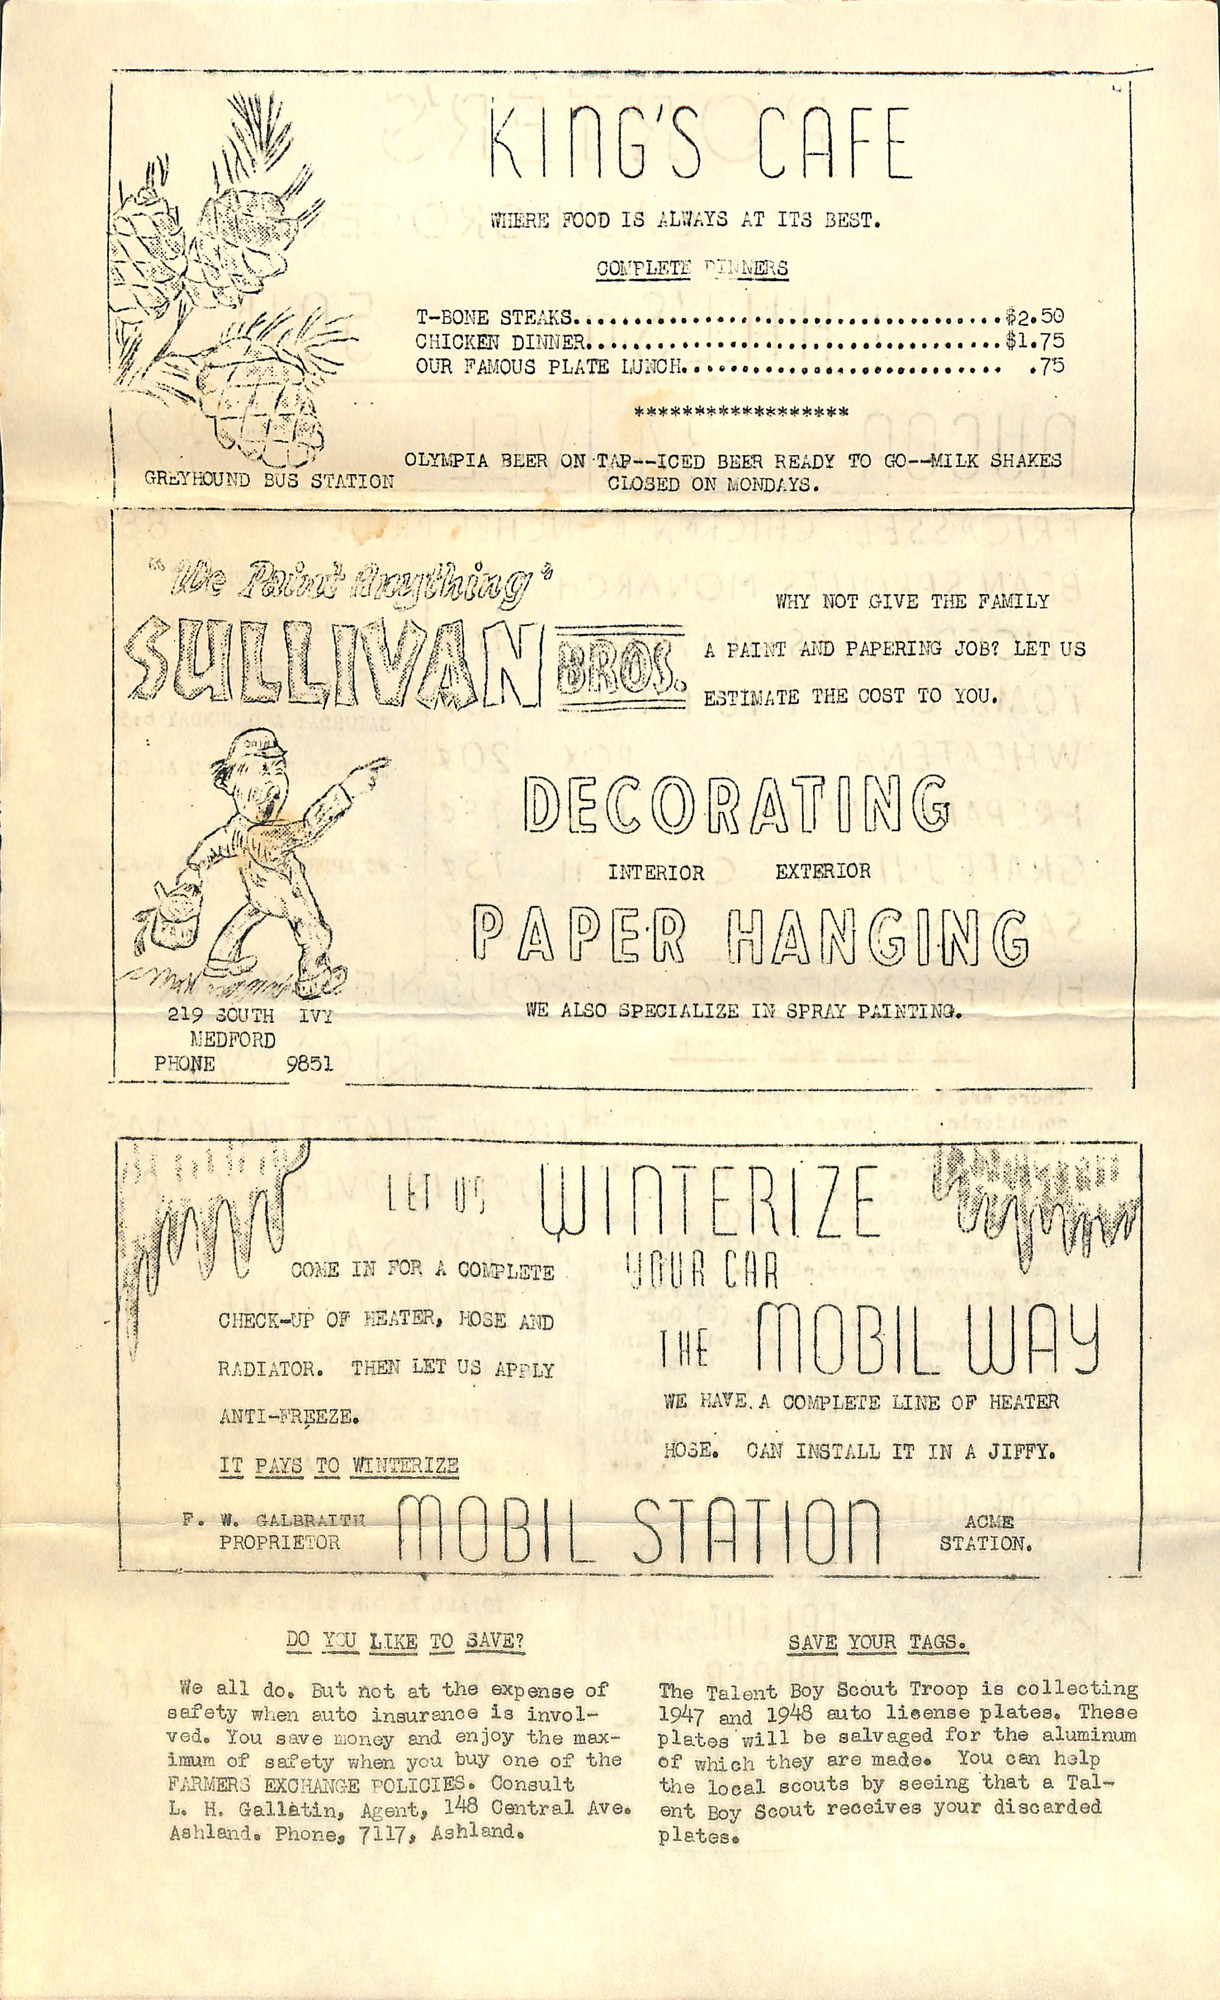 KING'S CAFE
WHERE FOOD IS ALWAYS AT ITS BEST.
COMPLETE DINNERS
T-BONE STEAKS...................................$2.50
CHICKEN DINNER..................................$1.75
OUR FAMOUS PLATE LUNCH........................... .75
******************
OLYMPIA BEER ON TAP--ICED BEER READY TO GO--MILK SHAKES
GREYHOUND BUS STATION
CLOSED ON MONDAYS.
"We Paint Anything"
SULLIVAN BROS.
WHY NOT GIVE THE FAMILY
A PAINT AND PAPERING JOB? LET US
ESTIMATE THE COST TO YOU.
DECORATING
INTERIOR EXTERIOR
PAPER HANGING
WE ALSO SPECIALIZE IN SPRAY PAINTING.
219 SOUTH IVY
MEDFORD
PHONE 9851
LET US WINTERIZE
YOUR CAR
THE MOBIL WAY
COME IN FOR A COMPLETE
CHECK-UP OF HEATER, HOSE AND
RADIATOR. THEN LET US APPLY
ANTI-FREEZE.
IT PAYS TO WINTERIZE
WE HAVE A COMPLETE LINE OF HEATER
HOSE. CAN INSTALL IT IN A JIFFY.
F. W. GALBRAITH
PROPRIETOR
MOBIL STATION
ACME
STATION.
DO YOU LIKE TO SAVE?
We all do. But not at the expense of
safety when auto insurance is invol-
ved. You save money and enjoy the max-
imum of safety when you buy one of the
FARMERS EXCHANGE POLICIES. Consult
L. H. Gallatin, Agent, 148 Central Ave.
Ashland. Phone, 7117, Ashland.
SAVE YOUR TAGS.
The Talent Boy Scout Troop is collecting
1947 and 1948 auto license plates. These
plates will be salvaged for the aluminum
of which they are made. You can help
the local scouts by seeing that a Tal-
ent Boy Scout receives your discarded
plates.